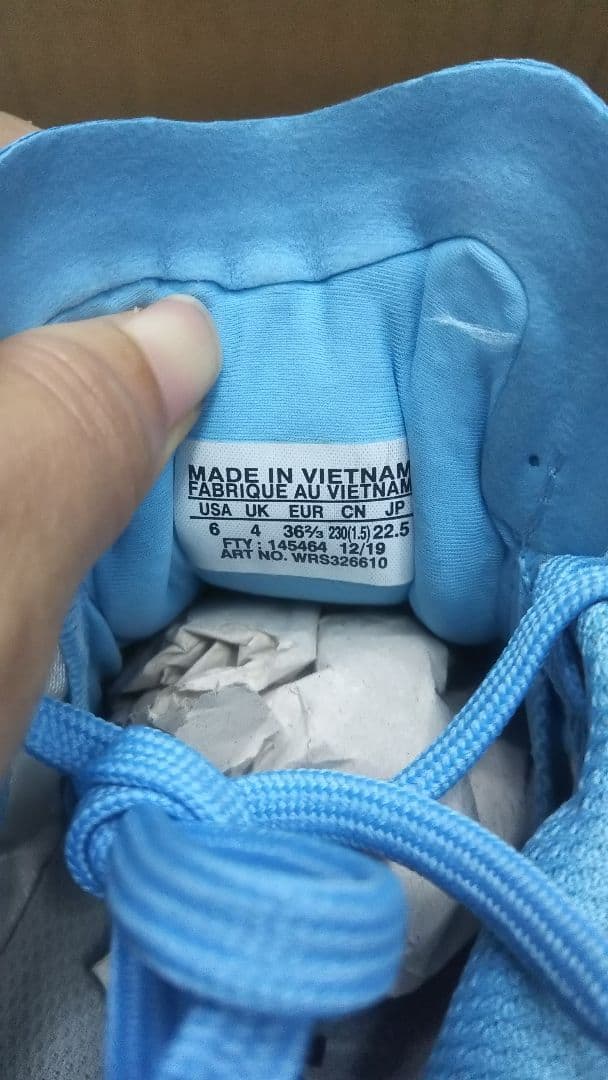 MADE IN VIETNAM
FABRIQUE AU VIETNAM
USA UK EUR CN JP
6 4 36⅔ 230(1.5) 22.5
FTY : 145464 12/19
ART NO. WRS326610